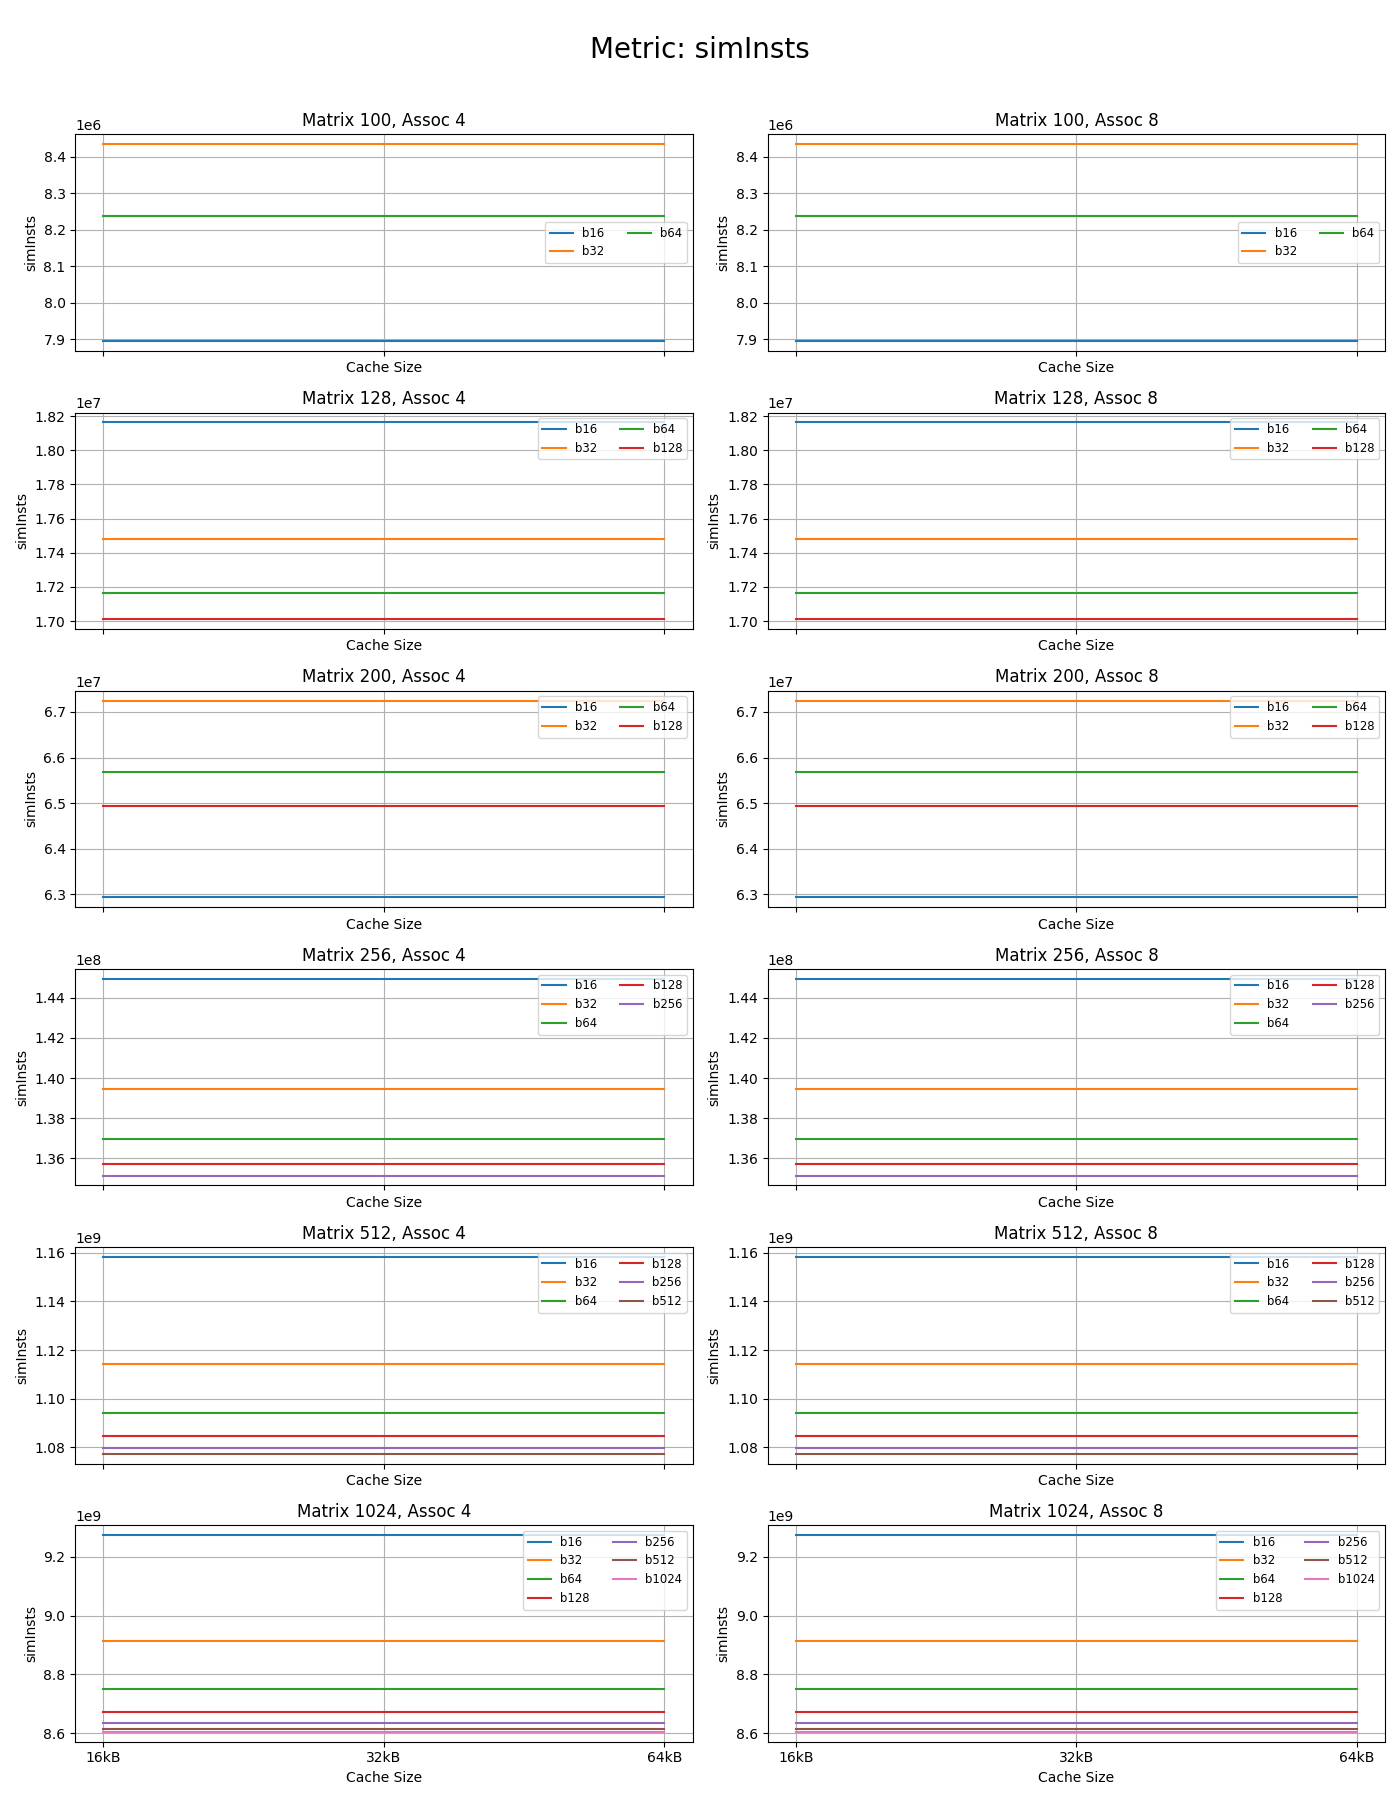 Metric: simInsts
Matrix 100, Assoc 4
1e6
8.4
8.3
8.2
8.1
8.0
7.9
simInsts
b16 b64
b32
Cache Size
Matrix 100, Assoc 8
1e6
8.4
8.3
8.2
8.1
8.0
7.9
simInsts
b16 b64
b32
Cache Size
Matrix 128, Assoc 4
1e7
1.82
1.80
1.78
1.76
1.74
1.72
1.70
simInsts
b16 b64
b32 b128
Cache Size
Matrix 128, Assoc 8
1e7
1.82
1.80
1.78
1.76
1.74
1.72
1.70
simInsts
b16 b64
b32 b128
Cache Size
Matrix 200, Assoc 4
1e7
6.7
6.6
6.5
6.4
6.3
simInsts
b16 b64
b32 b128
Cache Size
Matrix 200, Assoc 8
1e7
6.7
6.6
6.5
6.4
6.3
simInsts
b16 b64
b32 b128
Cache Size
Matrix 256, Assoc 4
1e8
1.44
1.42
1.40
1.38
1.36
simInsts
b16 b128
b32 b256
b64
Cache Size
Matrix 256, Assoc 8
1e8
1.44
1.42
1.40
1.38
1.36
simInsts
b16 b128
b32 b256
b64
Cache Size
Matrix 512, Assoc 4
1e9
1.16
1.14
1.12
1.10
1.08
simInsts
b16 b128
b32 b256
b64 b512
Cache Size
Matrix 512, Assoc 8
1e9
1.16
1.14
1.12
1.10
1.08
simInsts
b16 b128
b32 b256
b64 b512
Cache Size
Matrix 1024, Assoc 4
1e9
9.2
9.0
8.8
8.6
simInsts
b16 b256
b32 b512
b64 b1024
b128
16kB 32kB 64kB
Cache Size
Matrix 1024, Assoc 8
1e9
9.2
9.0
8.8
8.6
simInsts
b16 b256
b32 b512
b64 b1024
b128
16kB 32kB 64kB
Cache Size